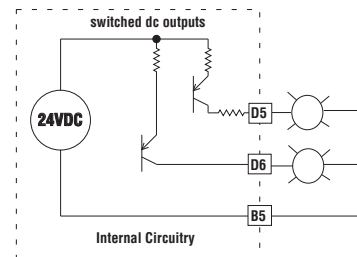 switched dc outputs
24VDC
D5
D6
B5
Internal Circuitry